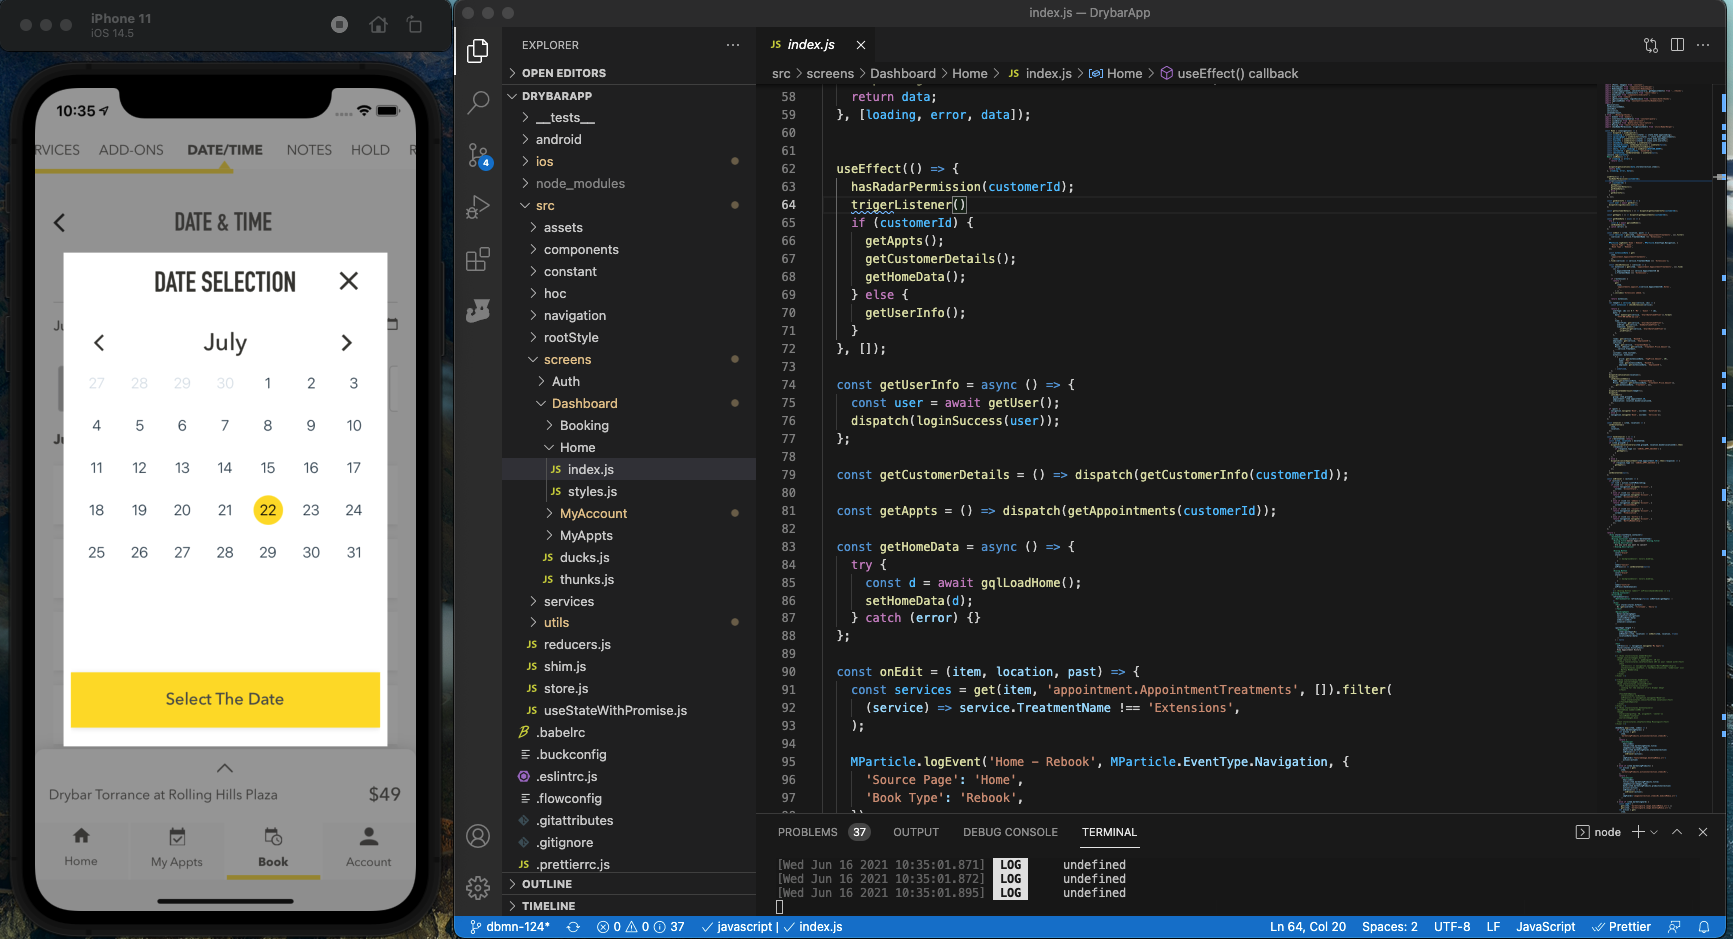 iPhone 11
iOS 14.5
10:35
RVICES ADD-ONS DATE/TIME NOTES HOLD R
DATE & TIME
DATE SELECTION
July
27 28 29 30 1 2 3
4 5 6 7 8 9 10
11 12 13 14 15 16 17
18 19 20 21 22 23 24
25 26 27 28 29 30 31
Select The Date
Drybar Torrance at Rolling Hills Plaza $49
Home My Appts Book Account
index.js — DrybarApp
EXPLORER
OPEN EDITORS
DRYBARAPP
__tests__
android
ios
node_modules
src
assets
components
constant
hoc
navigation
rootStyle
screens
Auth
Dashboard
Booking
Home
JS index.js
JS styles.js
MyAccount
MyAppts
JS ducks.js
JS thunks.js
services
utils
JS reducers.js
JS shim.js
JS store.js
JS useStateWithPromise.js
.babelrc
.buckconfig
.eslintrc.js
.flowconfig
.gitattributes
.gitignore
JS .prettierrc.js
OUTLINE
TIMELINE
4
JS index.js
src > screens > Dashboard > Home > JS index.js > Home > useEffect() callback
58 return data;
59 }, [loading, error, data]);
60
61
62 useEffect(() => {
63 hasRadarPermission(customerId);
64 trigerListener()
65 if (customerId) {
66 getAppts();
67 getCustomerDetails();
68 getHomeData();
69 } else {
70 getUserInfo();
71 }
72 }, []);
73
74 const getUserInfo = async () => {
75 const user = await getUser();
76 dispatch(loginSuccess(user));
77 };
78
79 const getCustomerDetails = () => dispatch(getCustomerInfo(customerId));
80
81 const getAppts = () => dispatch(getAppointments(customerId));
82
83 const getHomeData = async () => {
84 try {
85 const d = await gqlLoadHome();
86 setHomeData(d);
87 } catch (error) {}
88 };
89
90 const onEdit = (item, location, past) => {
91 const services = get(item, 'appointment.AppointmentTreatments', []).filter(
92 (service) => service.TreatmentName !== 'Extensions',
93 );
94
95 MParticle.logEvent('Home - Rebook', MParticle.EventType.Navigation, {
96 'Source Page': 'Home',
97 'Book Type': 'Rebook',
PROBLEMS 37 OUTPUT DEBUG CONSOLE TERMINAL node
[Wed Jun 16 2021 10:35:01.871] LOG undefined
[Wed Jun 16 2021 10:35:01.872] LOG undefined
[Wed Jun 16 2021 10:35:01.895] LOG undefined
dbmn-124* 0 0 37 javascript | index.js Ln 64, Col 20 Spaces: 2 UTF-8 LF JavaScript Prettier